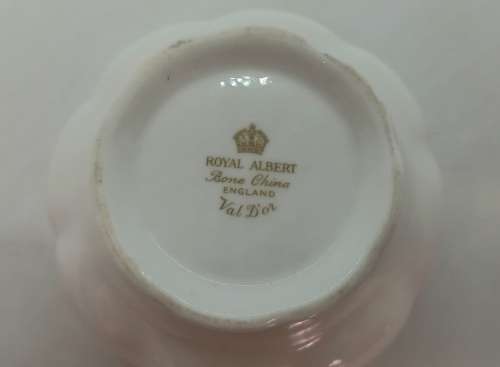 ROYAL ALBERT
Bone China
ENGLAND
Val D'or